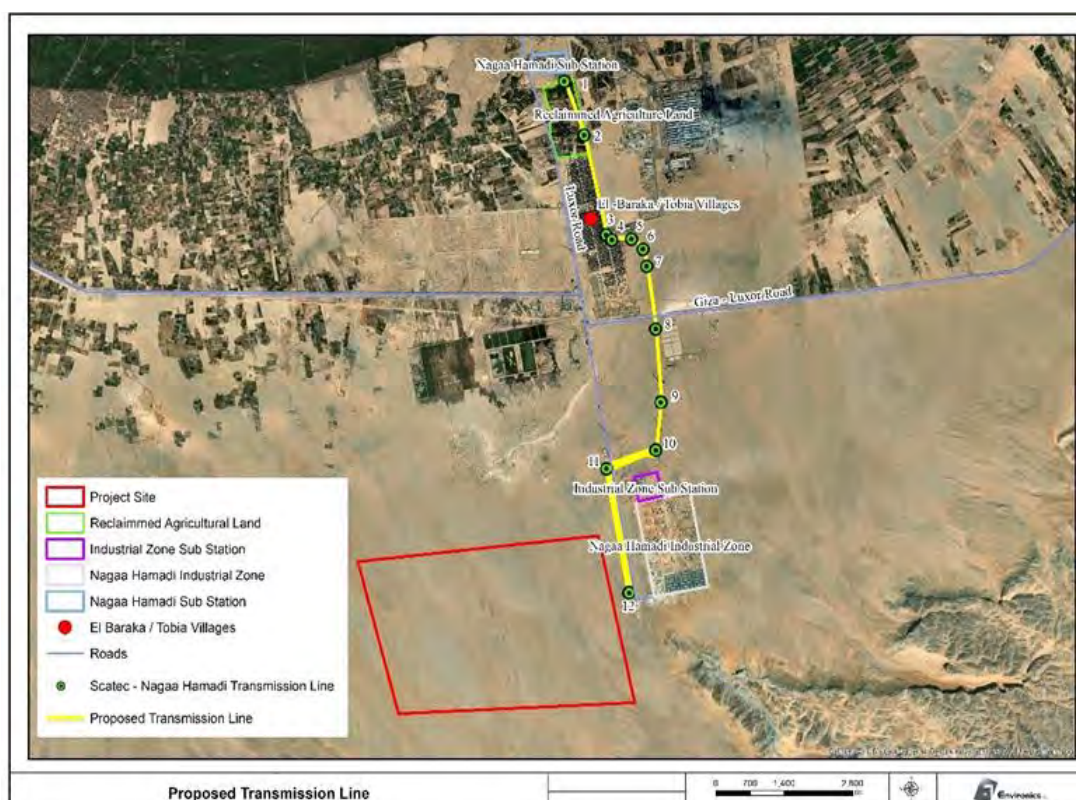 Nagaa Hamadi Sub Station
1
Reclaimmed Agriculture Land
2
Luxor Road
El -Baraka / Tobia Villages
3
4
5
6
7
Giza - Luxor Road
8
9
10
11
Industrial Zone Sub Station
Nagaa Hamadi Industrial Zone
12
Project Site
Reclaimmed Agricultural Land
Industrial Zone Sub Station
Nagaa Hamadi Industrial Zone
Nagaa Hamadi Sub Station
El Baraka / Tobia Villages
Roads
Scatec - Nagaa Hamadi Transmission Line
Proposed Transmission Line
Proposed Transmission Line
0 700 1,400 2,800
Environics